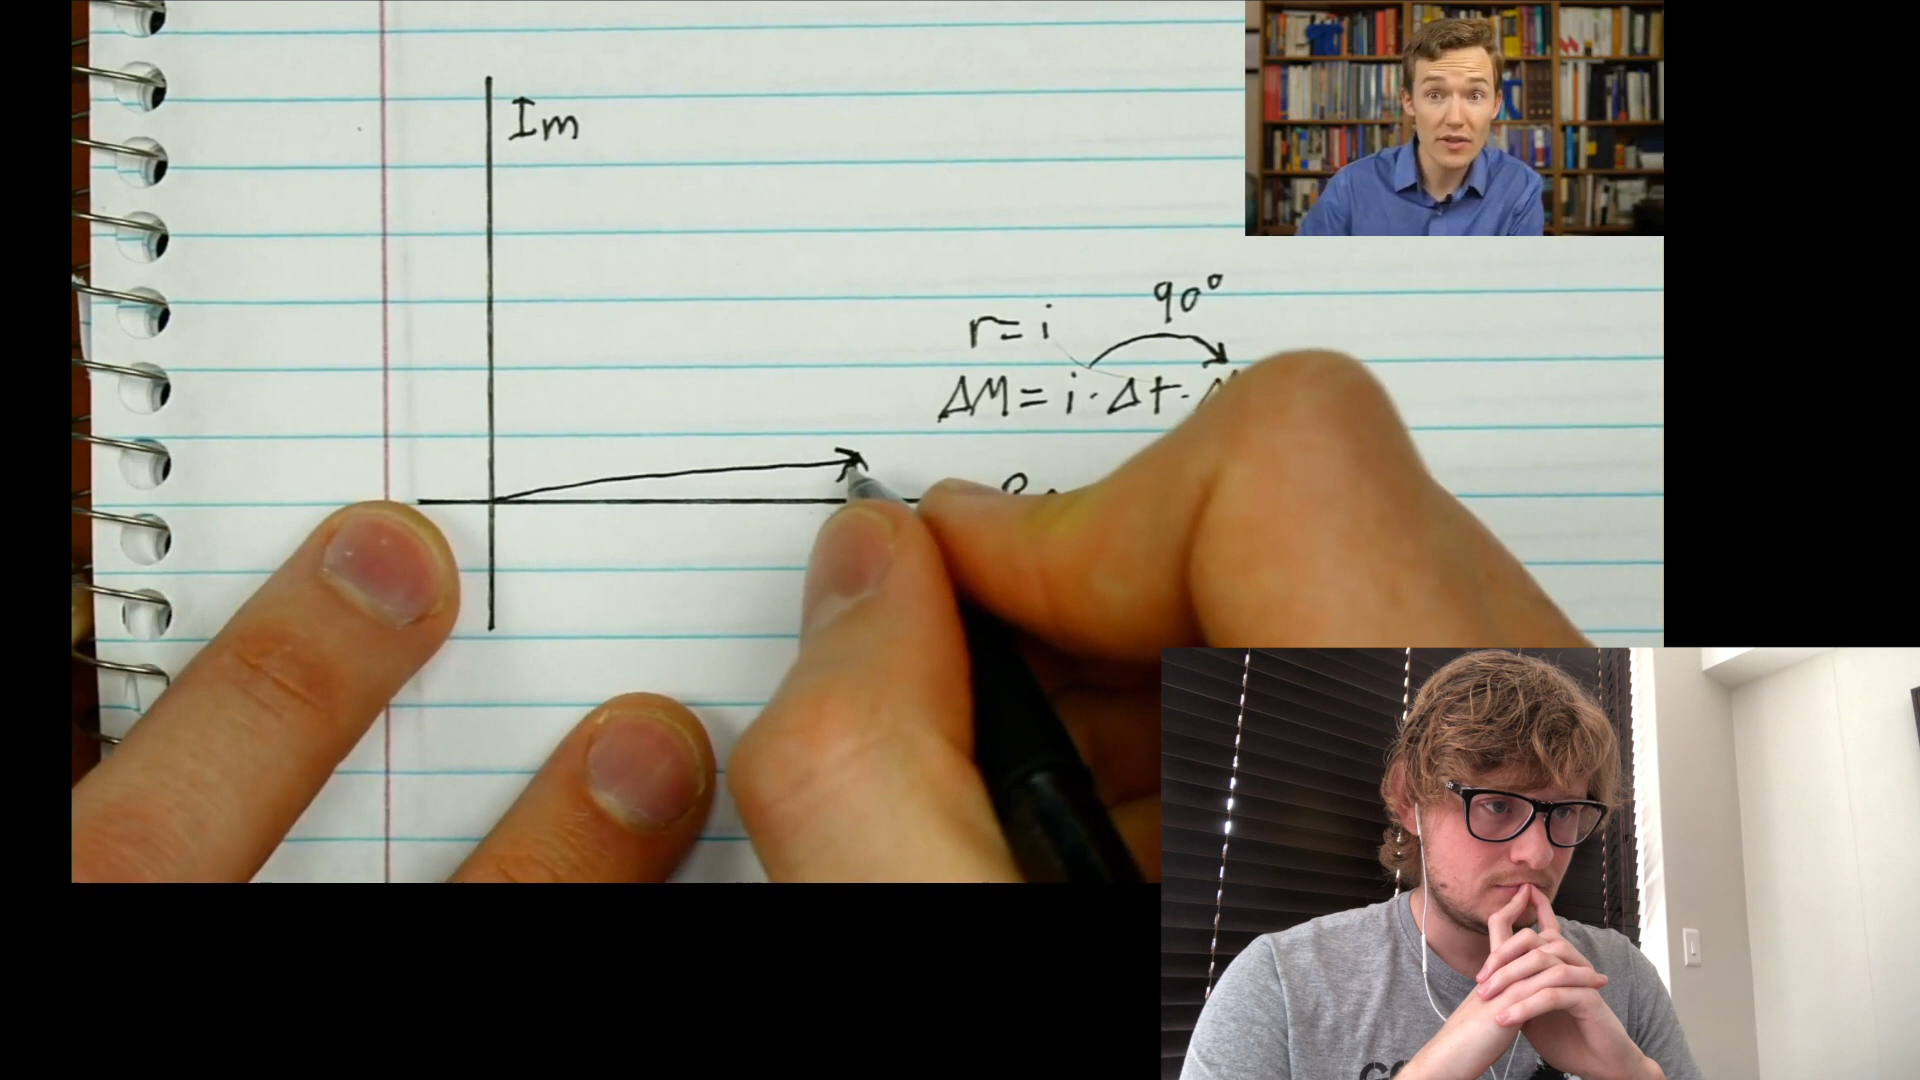 Im
90°
r = i
ΔM = i · Δt ·